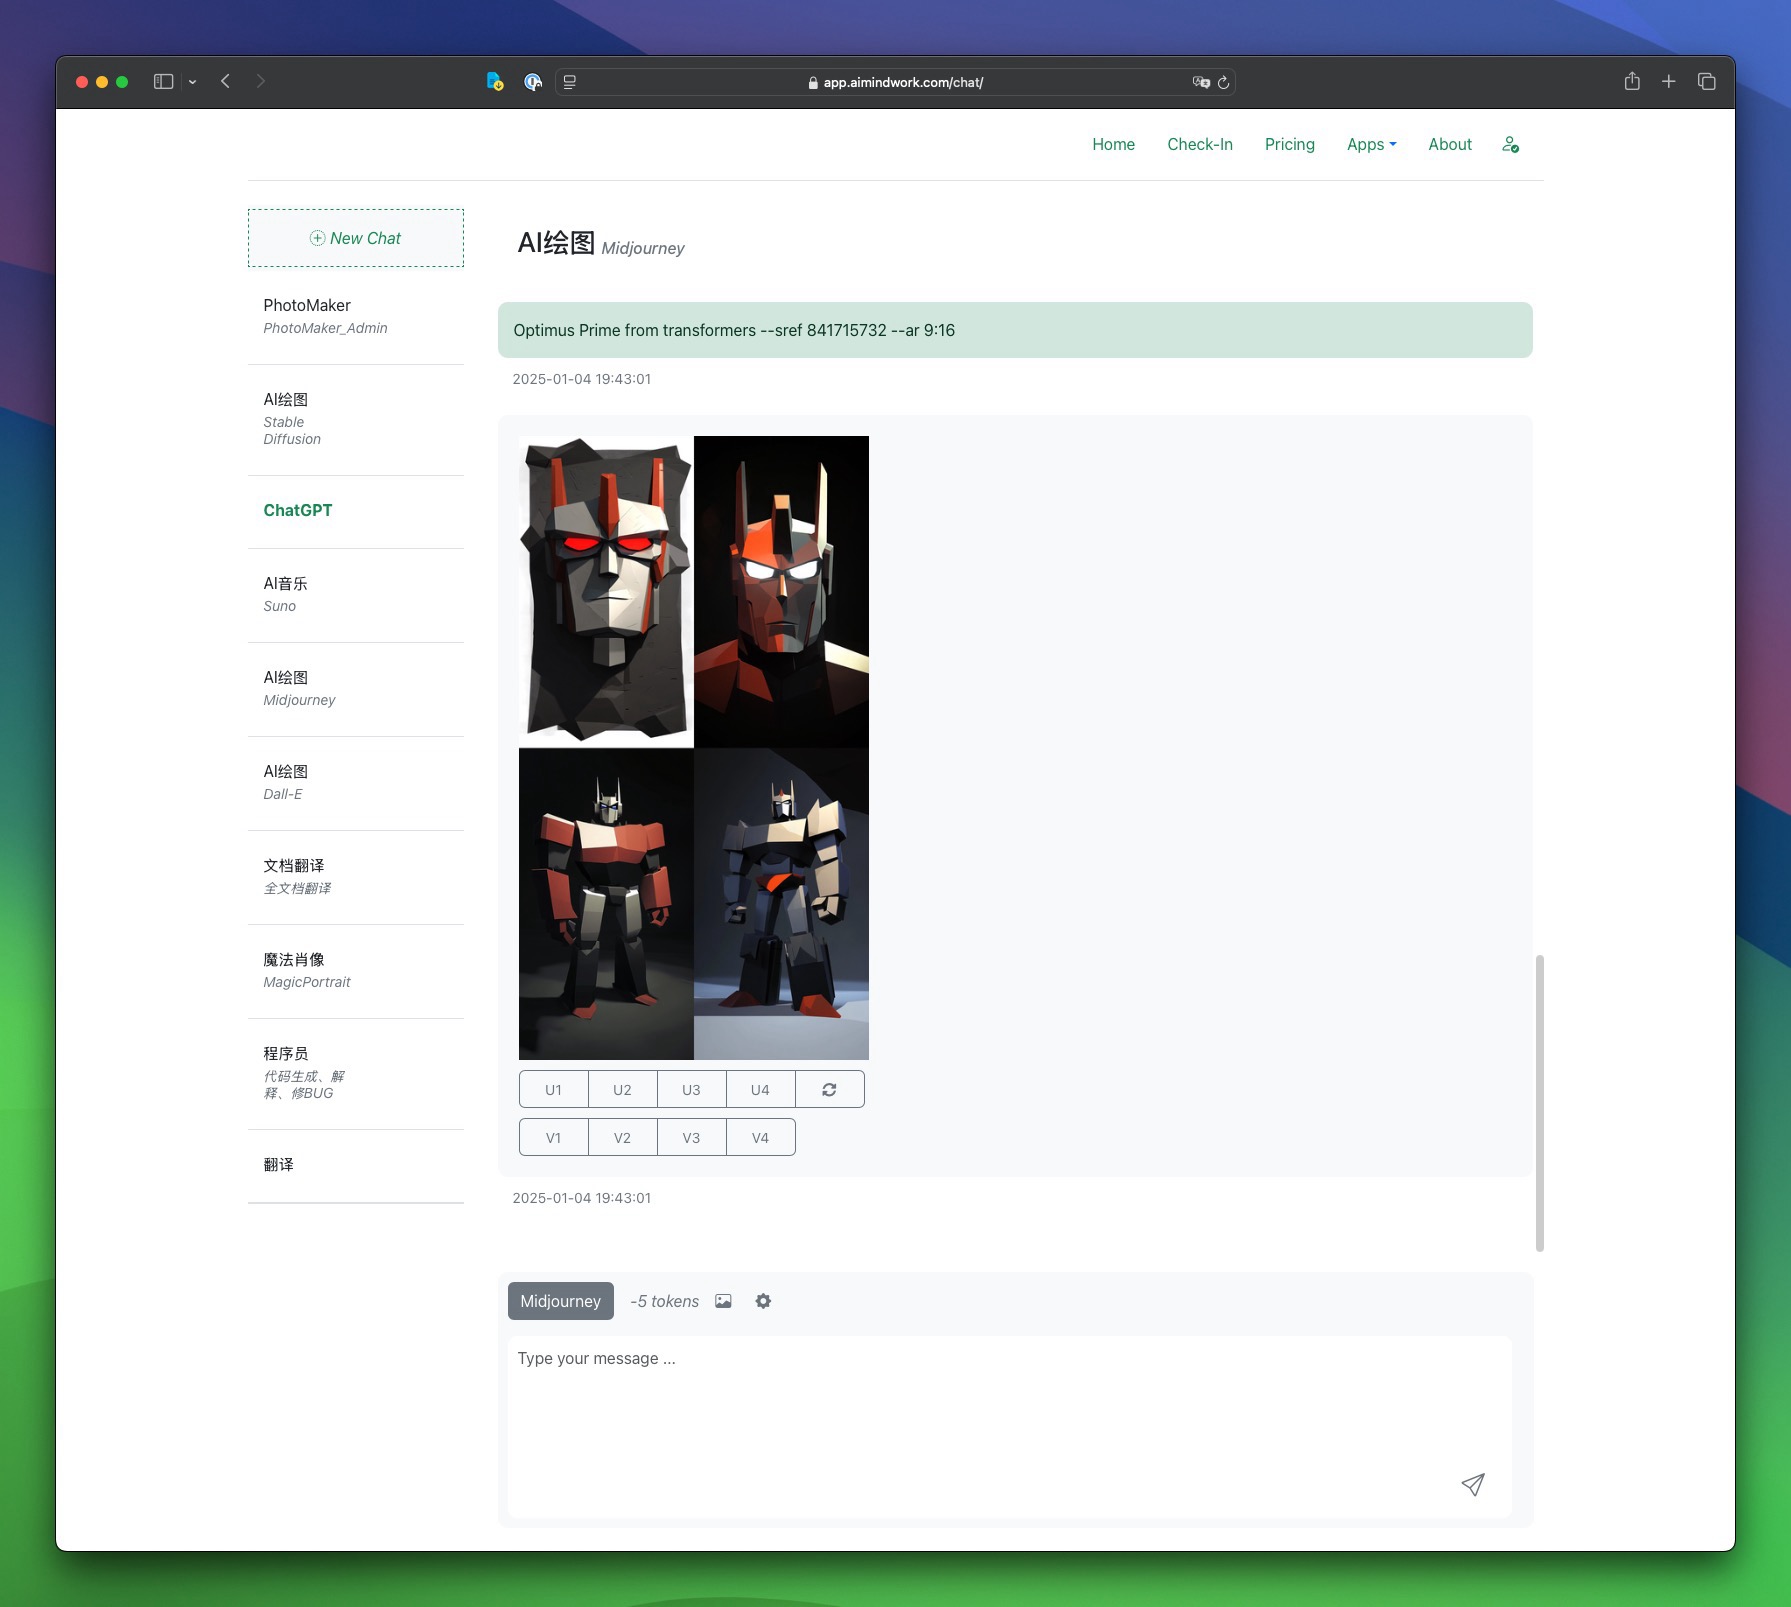 app.aimindwork.com/chat/
Home
Check-In
Pricing
Apps
About
New Chat
PhotoMaker
PhotoMaker_Admin
AI绘图
Stable
Diffusion
ChatGPT
AI音乐
Suno
AI绘图
Midjourney
AI绘图
Dall-E
文档翻译
全文档翻译
魔法肖像
MagicPortrait
程序员
代码生成、解
释、修BUG
翻译
AI绘图 Midjourney
Optimus Prime from transformers --sref 841715732 --ar 9:16
2025-01-04 19:43:01
U1
U2
U3
U4
V1
V2
V3
V4
2025-01-04 19:43:01
Midjourney
-5 tokens
Type your message ...